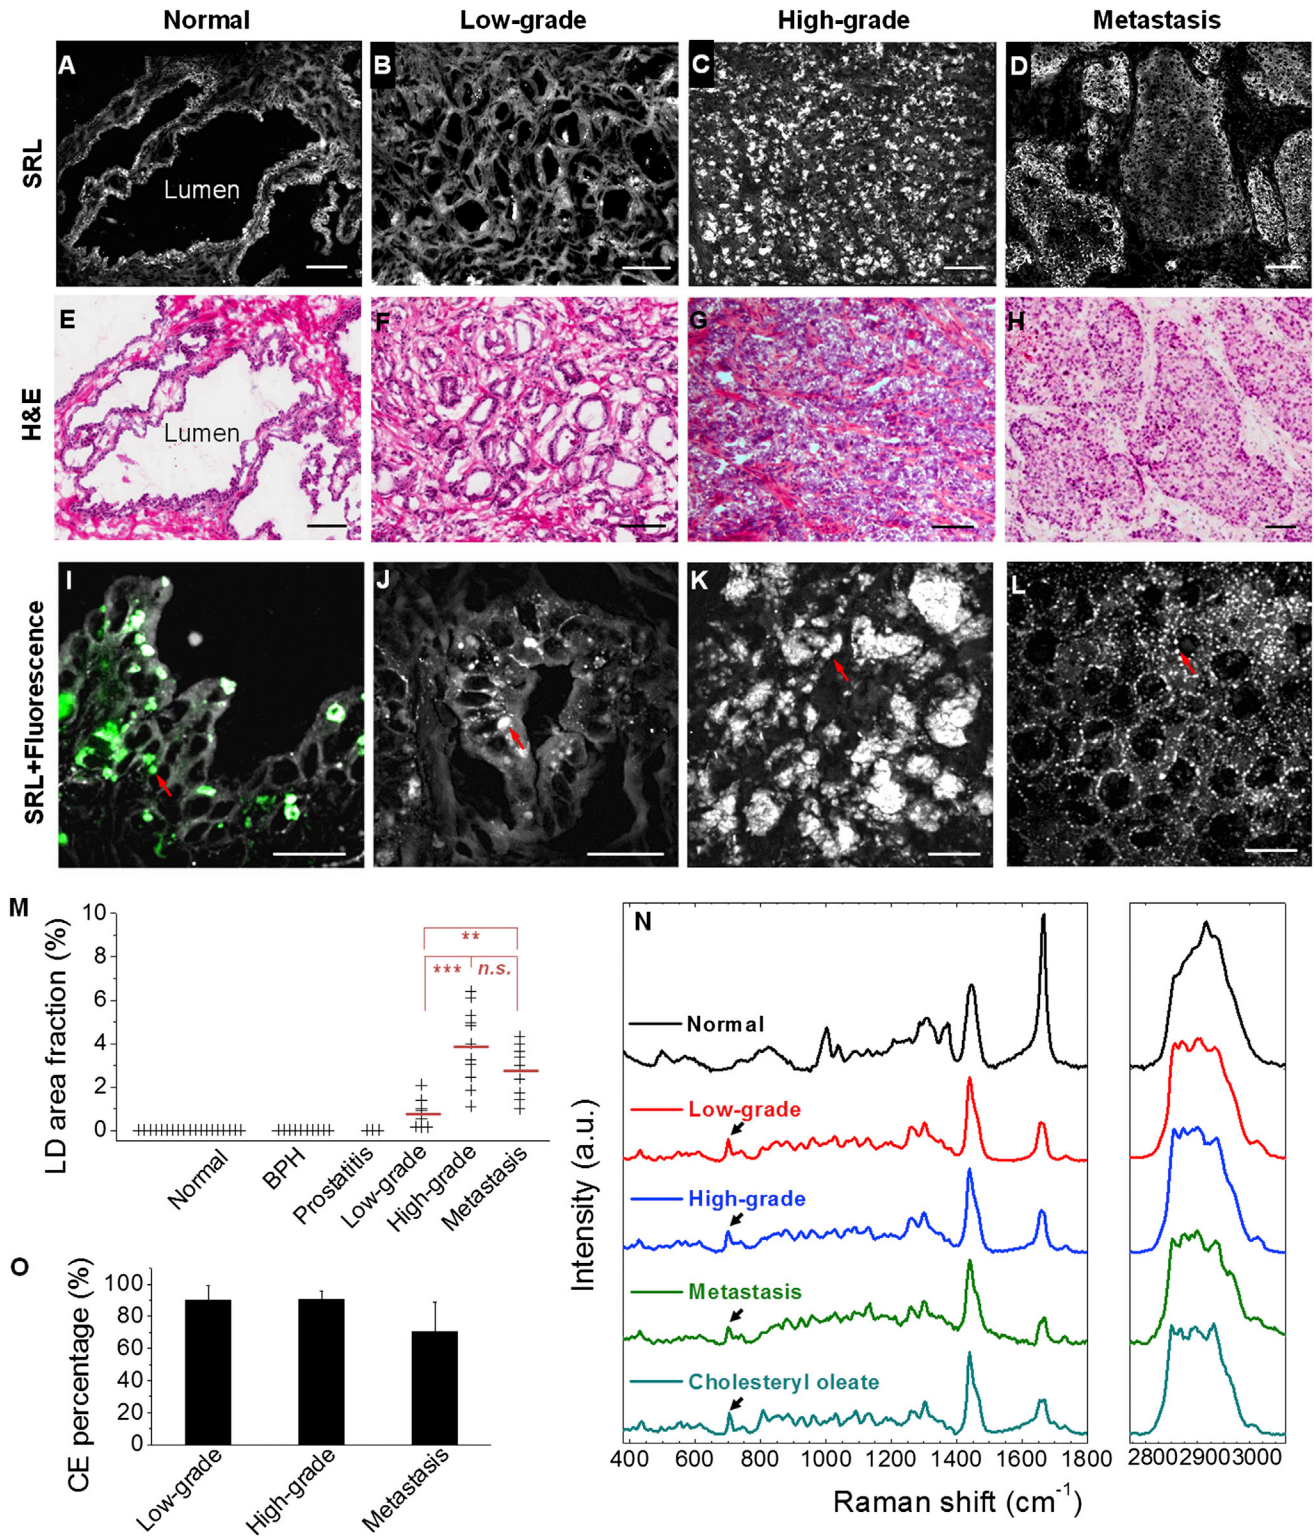 Normal Low-grade High-grade Metastasis
SRL
A B C D
Lumen
H&E
E F G H
Lumen
SRL+Fluorescence
I J K L
M
LD area fraction (%)
10
8
6
4
2
0
**
*** n.s.
Normal BPH Prostatitis Low-grade High-grade Metastasis
O
CE percentage (%)
100
80
60
40
20
0
Low-grade High-grade Metastasis
N
Intensity (a.u.)
Normal
Low-grade
High-grade
Metastasis
Cholesteryl oleate
400 600 800 1000 1200 1400 1600 1800 2800 2900 3000
Raman shift (cm⁻¹)